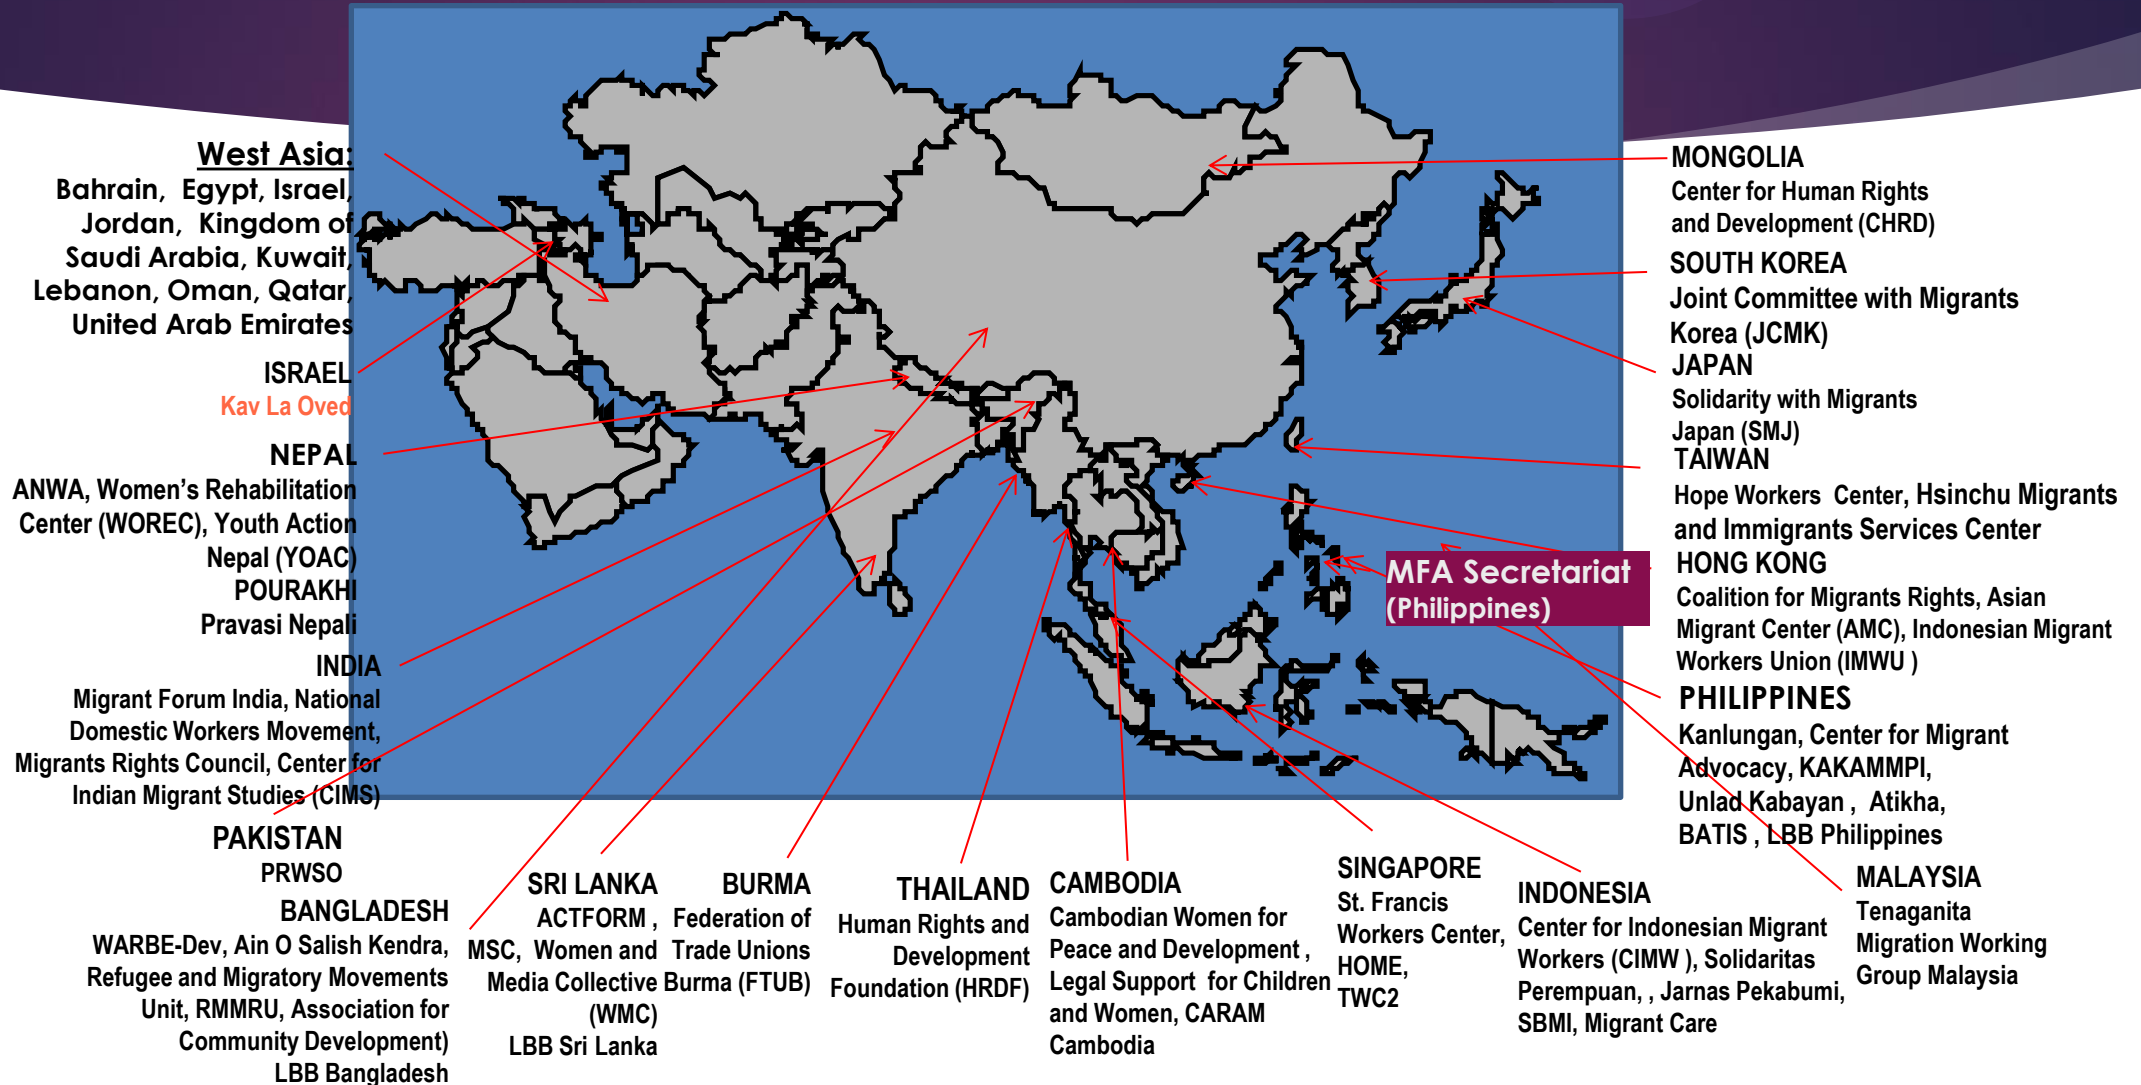 West Asia:
Bahrain, Egypt, Israel,
Jordan, Kingdom of
Saudi Arabia, Kuwait,
Lebanon, Oman, Qatar,
United Arab Emirates
ISRAEL
Kav La Oved
NEPAL
ANWA, Women’s Rehabilitation
Center (WOREC), Youth Action
Nepal (YOAC)
POURAKHI
Pravasi Nepali
INDIA
Migrant Forum India, National
Domestic Workers Movement,
Migrants Rights Council, Center for
Indian Migrant Studies (CIMS)
PAKISTAN
PRWSO
BANGLADESH
WARBE-Dev, Ain O Salish Kendra,
Refugee and Migratory Movements
Unit, RMMRU, Association for
Community Development)
LBB Bangladesh
SRI LANKA
ACTFORM ,
MSC, Women and
Media Collective
(WMC)
LBB Sri Lanka
BURMA
Federation of
Trade Unions
Burma (FTUB)
THAILAND
Human Rights and
Development
Foundation (HRDF)
CAMBODIA
Cambodian Women for
Peace and Development ,
Legal Support for Children
and Women, CARAM
Cambodia
SINGAPORE
St. Francis
Workers Center,
HOME,
TWC2
INDONESIA
Center for Indonesian Migrant
Workers (CIMW ), Solidaritas
Perempuan, , Jarnas Pekabumi,
SBMI, Migrant Care
MALAYSIA
Tenaganita
Migration Working
Group Malaysia
MONGOLIA
Center for Human Rights
and Development (CHRD)
SOUTH KOREA
Joint Committee with Migrants
Korea (JCMK)
JAPAN
Solidarity with Migrants
Japan (SMJ)
TAIWAN
Hope Workers Center, Hsinchu Migrants
and Immigrants Services Center
HONG KONG
Coalition for Migrants Rights, Asian
Migrant Center (AMC), Indonesian Migrant
Workers Union (IMWU )
PHILIPPINES
Kanlungan, Center for Migrant
Advocacy, KAKAMMPI,
Unlad Kabayan , Atikha,
BATIS , LBB Philippines
MFA Secretariat
(Philippines)